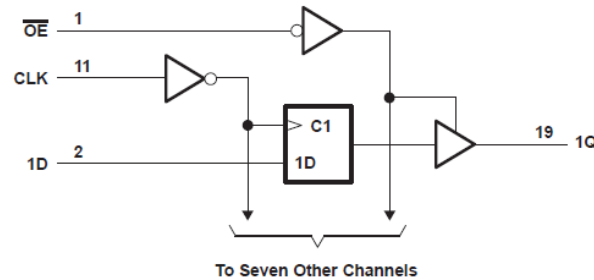 OE 1
CLK 11
C1
1D 2
1D
19 1Q
To Seven Other Channels